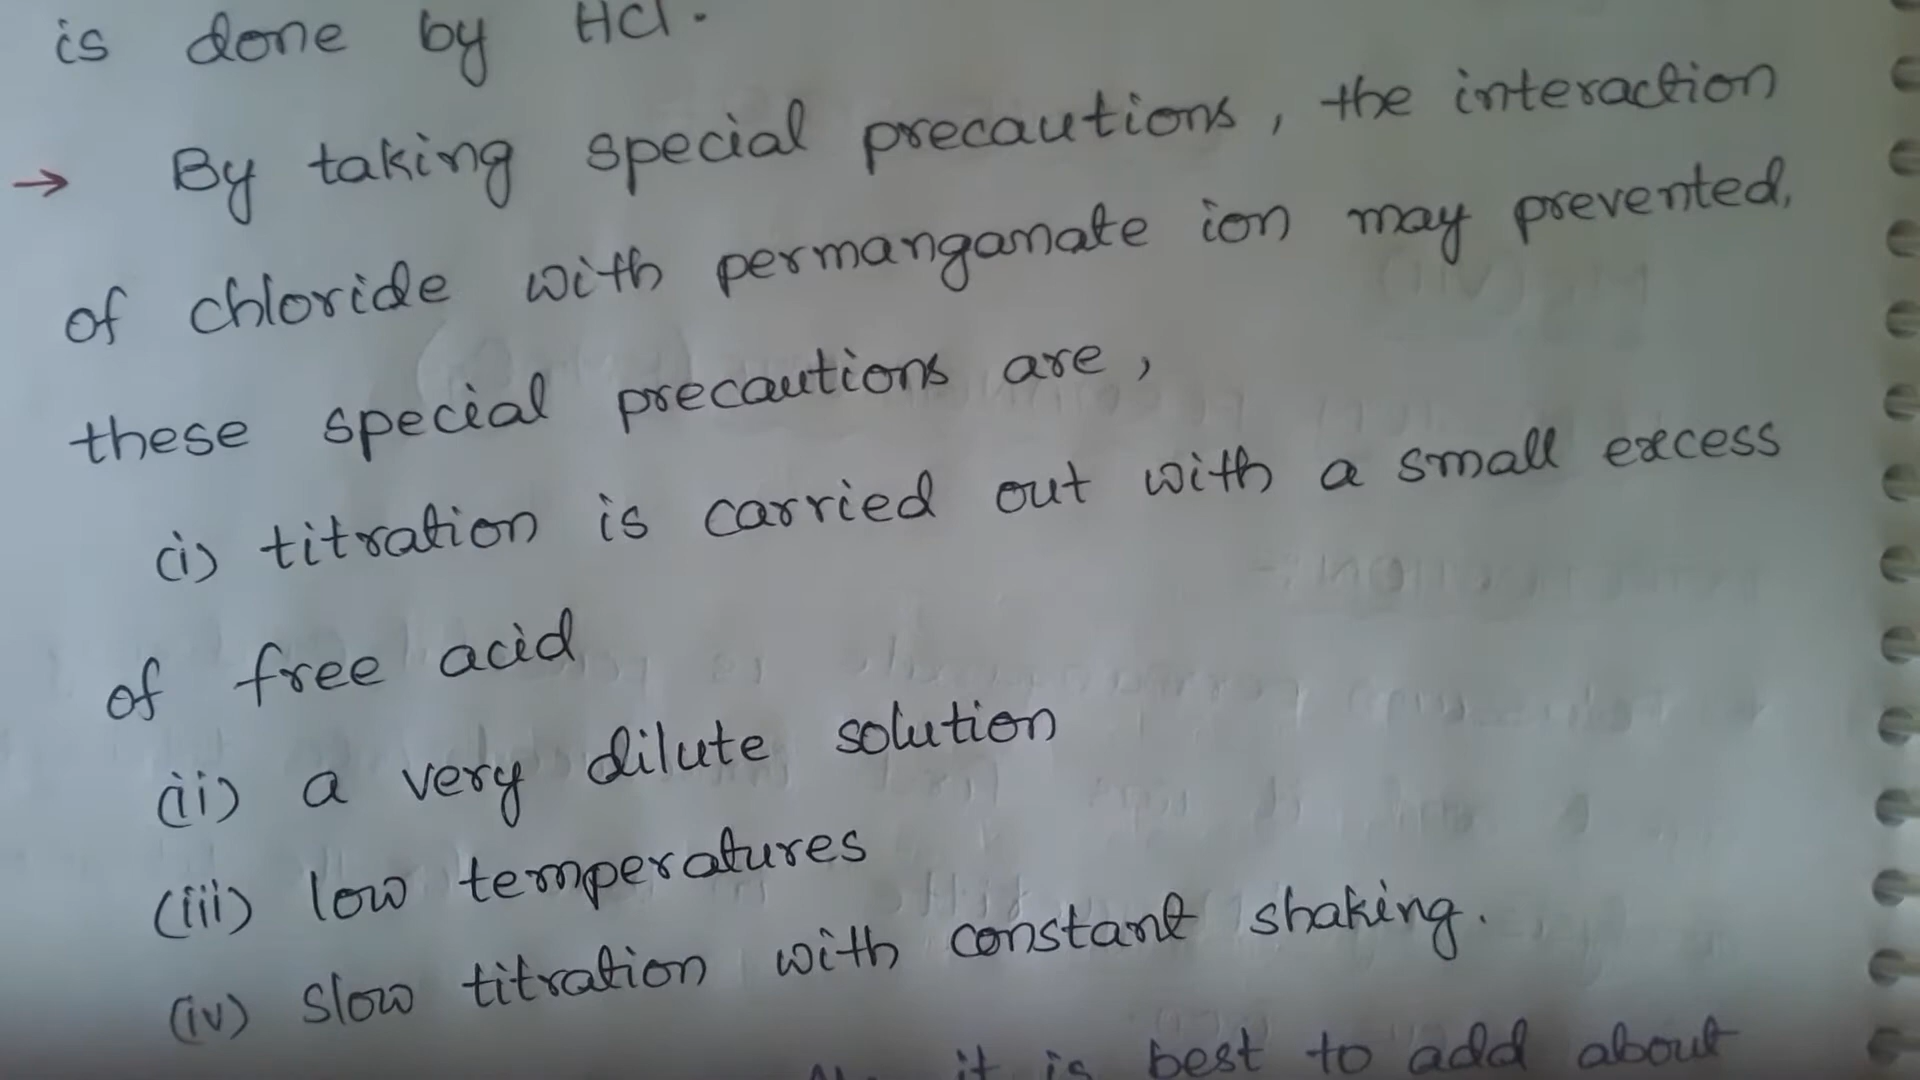 is done by HCl.
→ By taking special precautions, the interaction
of chloride with permanganate ion may prevented,
these special precautions are,
(i) titration is carried out with a small excess
of free acid
(ii) a very dilute solution
(iii) low temperatures
(iv) slow titration with constant shaking.
it is best to add about